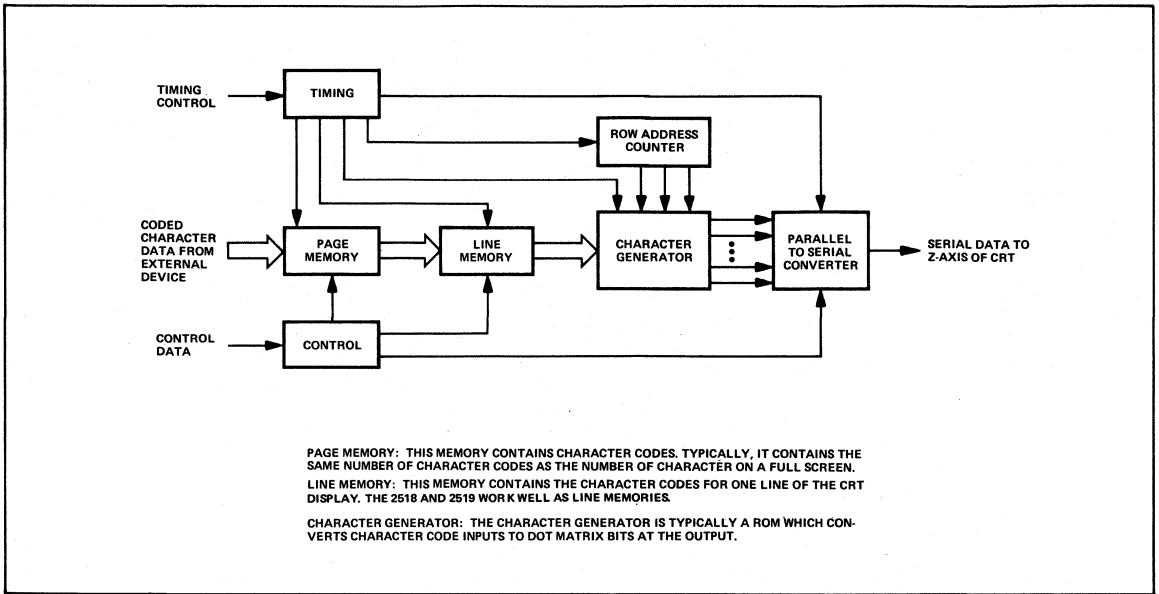 TIMING
CONTROL
TIMING
ROW ADDRESS
COUNTER
CODED
CHARACTER
DATA FROM
EXTERNAL
DEVICE
PAGE
MEMORY
LINE
MEMORY
CHARACTER
GENERATOR
PARALLEL
TO SERIAL
CONVERTER
SERIAL DATA TO
Z-AXIS OF CRT
CONTROL
DATA
CONTROL
PAGE MEMORY: THIS MEMORY CONTAINS CHARACTER CODES. TYPICALLY, IT CONTAINS THE
SAME NUMBER OF CHARACTER CODES AS THE NUMBER OF CHARACTER ON A FULL SCREEN.
LINE MEMORY: THIS MEMORY CONTAINS THE CHARACTER CODES FOR ONE LINE OF THE CRT
DISPLAY. THE 2518 AND 2519 WORK WELL AS LINE MEMORIES.
CHARACTER GENERATOR: THE CHARACTER GENERATOR IS TYPICALLY A ROM WHICH CON-
VERTS CHARACTER CODE INPUTS TO DOT MATRIX BITS AT THE OUTPUT.